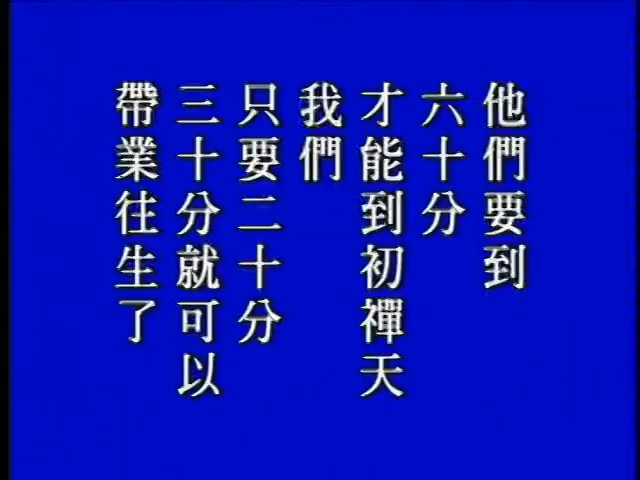 他們要到
六十分
才能到初禪天
我們
只要二十分
三十分就可以
帶業往生了